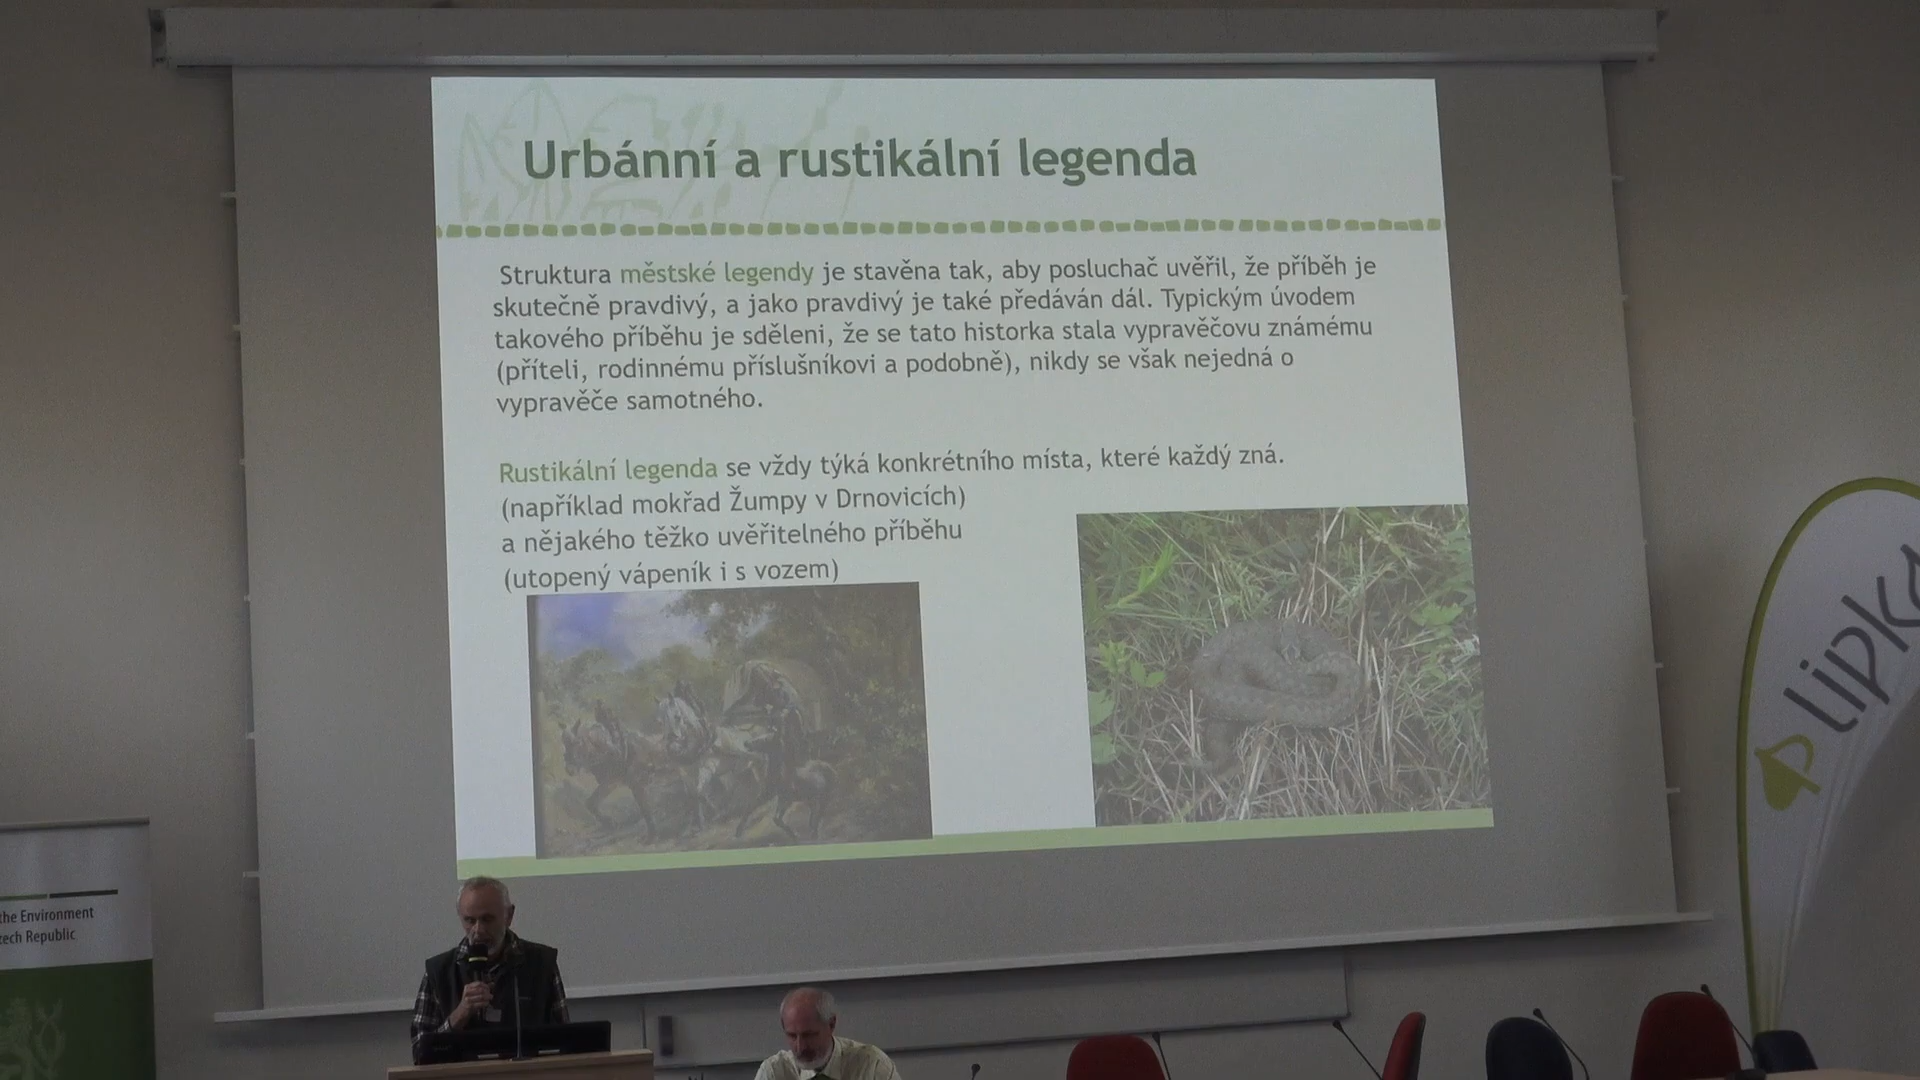 Urbánní a rustikální legenda
Struktura městské legendy je stavěna tak, aby posluchač uvěřil, že příběh je
skutečně pravdivý, a jako pravdivý je také předáván dál. Typickým úvodem
takového příběhu je sděleni, že se tato historka stala vypravěčovu známému
(příteli, rodinnému příslušníkovi a podobně), nikdy se však nejedná o
vypravěče samotného.
Rustikální legenda se vždy týká konkrétního místa, které každý zná.
(například mokřad Žumpy v Drnovicích)
a nějakého těžko uvěřitelného příběhu
(utopený vápeník i s vozem)
lipka
the Environment
zech Republic